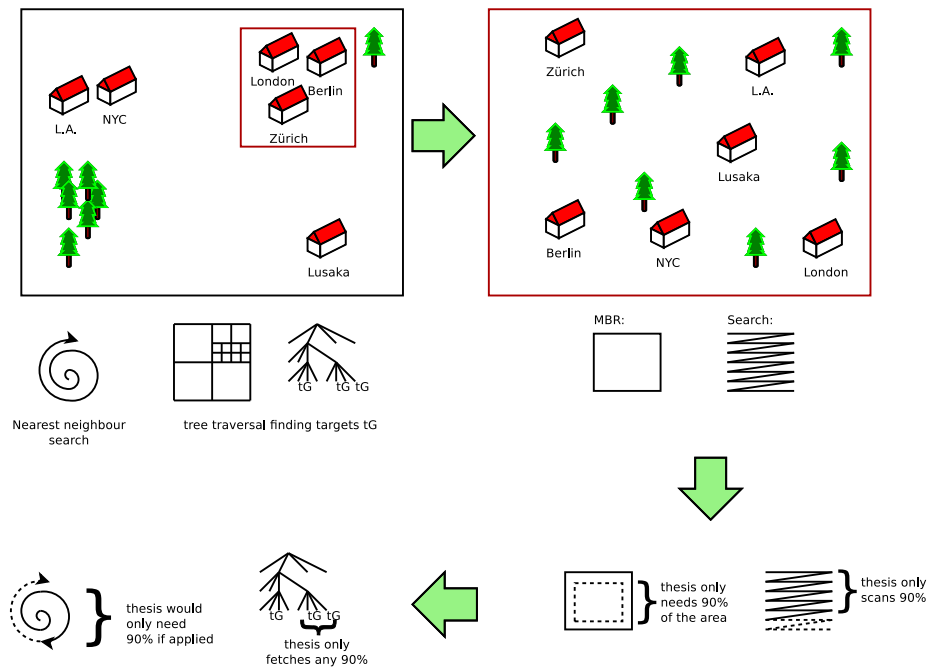 London
Berlin
L.A.
NYC
Zürich
Lusaka
Zürich
L.A.
Lusaka
Berlin
NYC
London
MBR:
Search:
tG
tG
tG
Nearest neighbour
search
tree traversal finding targets tG
thesis would
only need
90% if applied
tG
tG
tG
thesis only
fetches any 90%
thesis only
needs 90%
of the area
thesis only
scans 90%